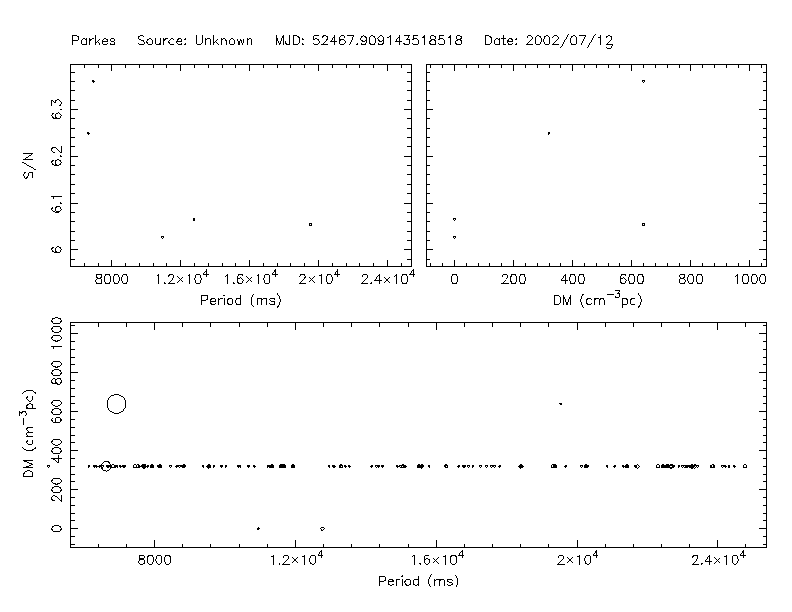 Parkes Source: Unknown MJD: 52467.909143518518 Date: 2002/07/12
S/N
6.3
6.2
6.1
6
8000 1.2×10⁴ 1.6×10⁴ 2×10⁴ 2.4×10⁴
Period (ms)
0 200 400 600 800 1000
DM (cm⁻³pc)
DM (cm⁻³pc)
1000
800
600
400
200
0
8000 1.2×10⁴ 1.6×10⁴ 2×10⁴ 2.4×10⁴
Period (ms)